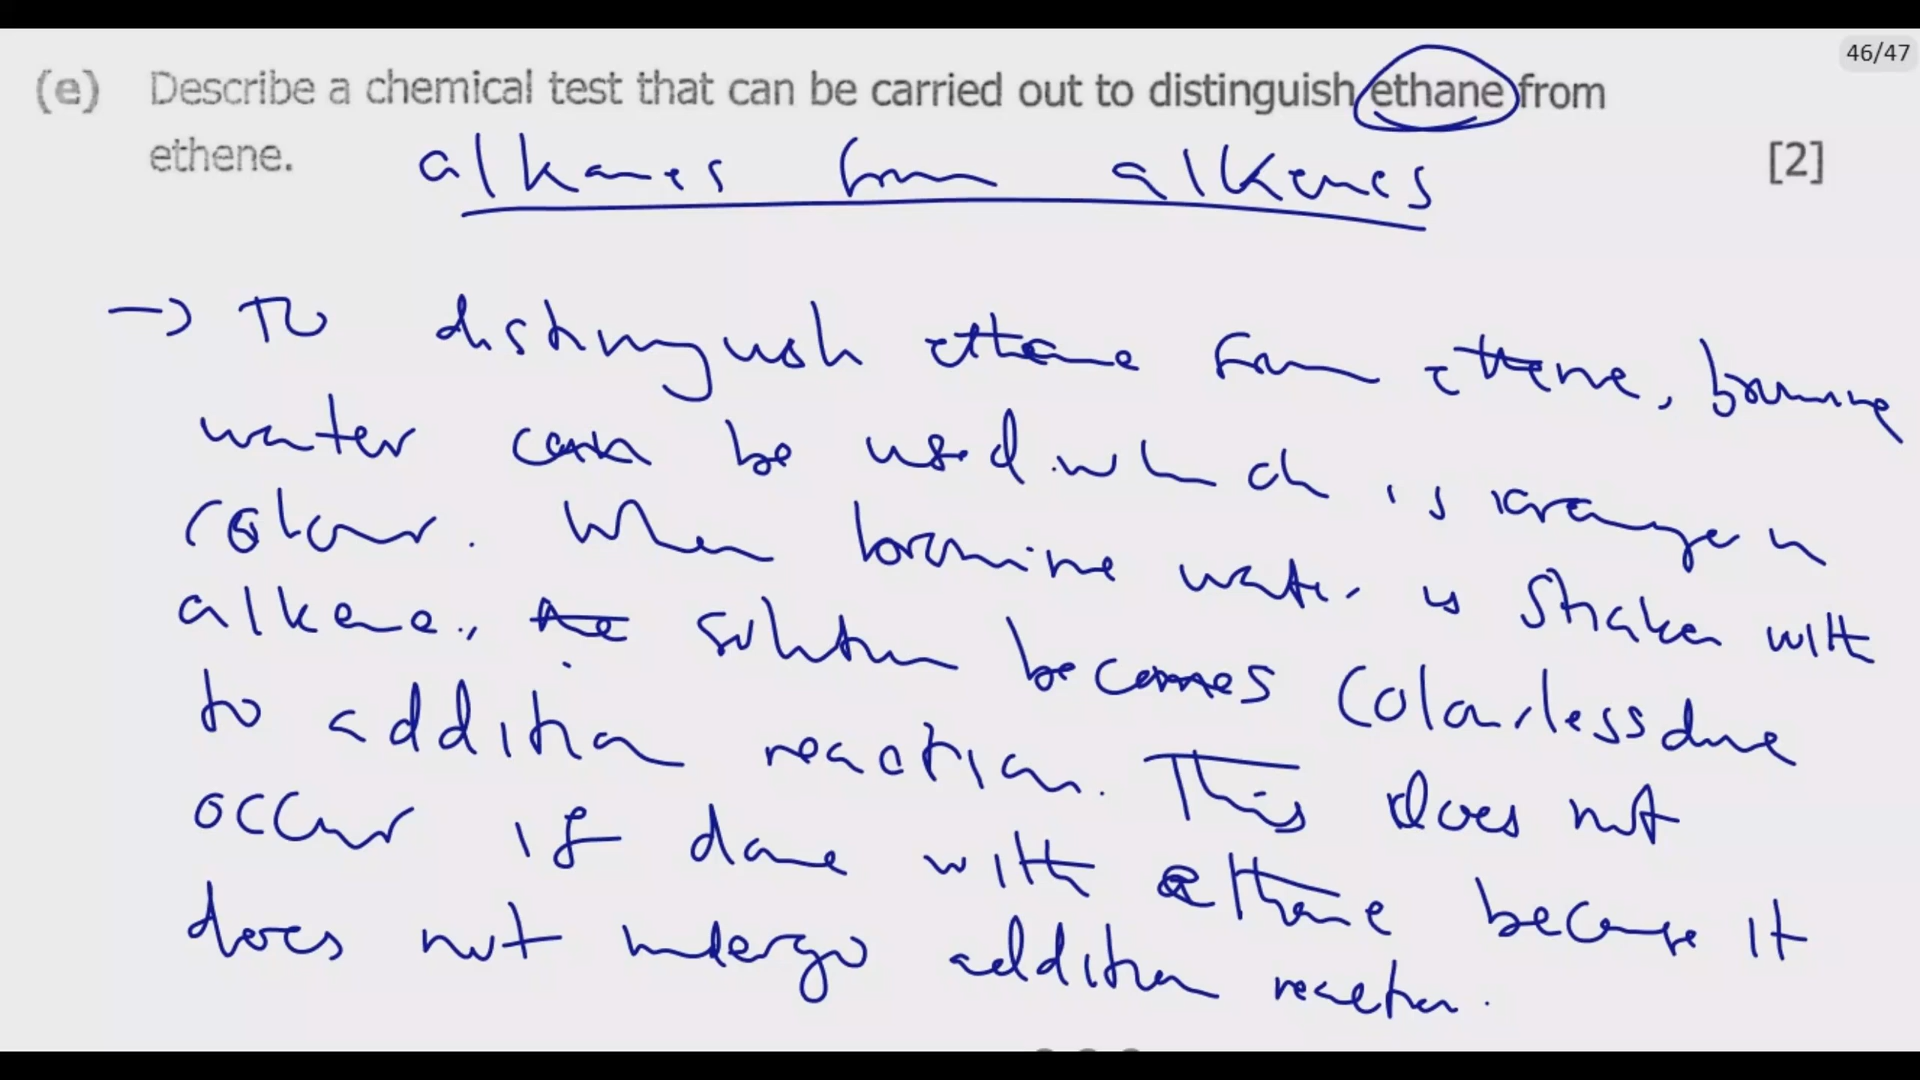 46/47
(e) Describe a chemical test that can be carried out to distinguish ethane from
ethene. [2]
alkanes from alkenes
→ To distinguish ethane from ethene, bromine
water can be used which is orange in
colour. When bromine water is shaken with
alkene, the solution becomes colourless due
to addition reaction. This does not
occur if done with ethane because it
does not undergo addition reaction.